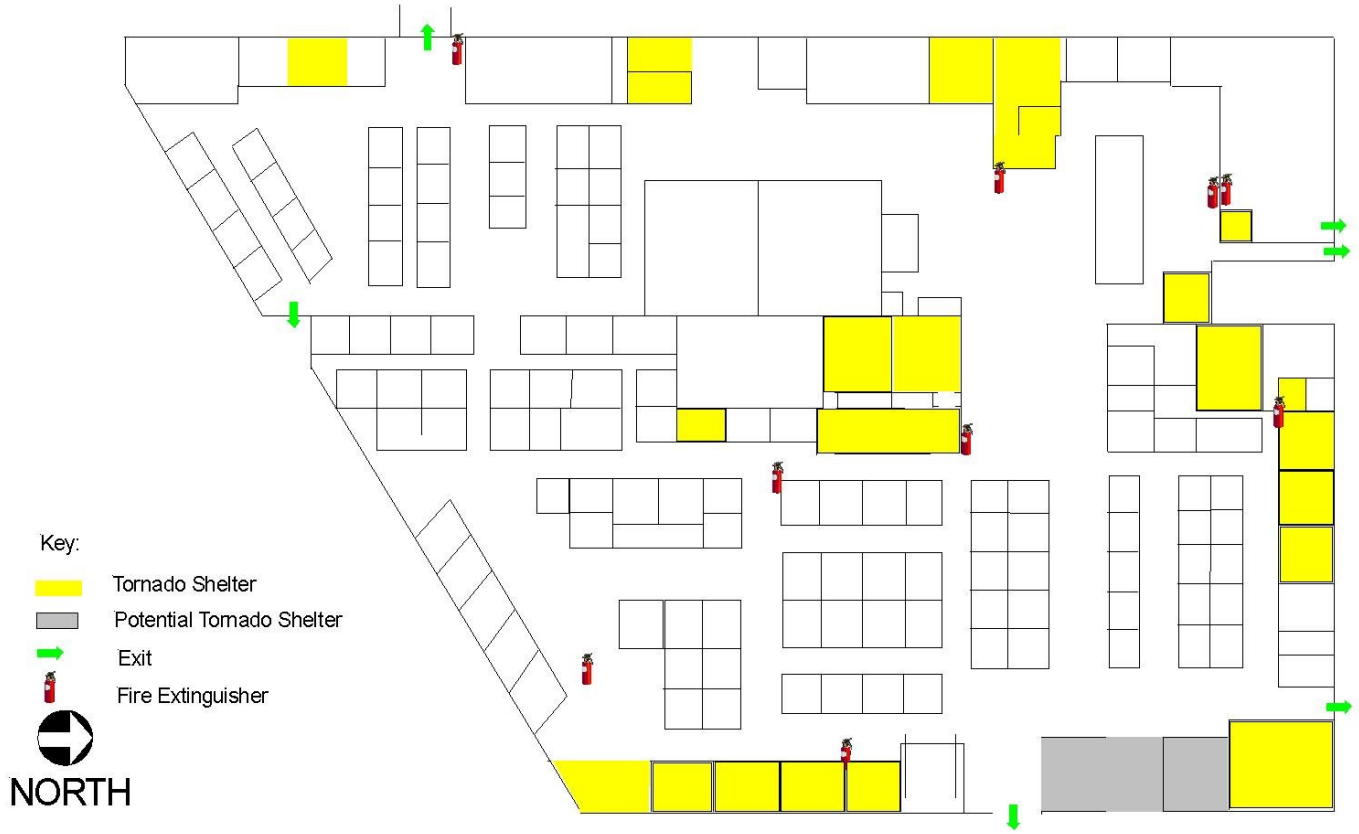 Key:
Tornado Shelter
Potential Tornado Shelter
Exit
Fire Extinguisher
NORTH